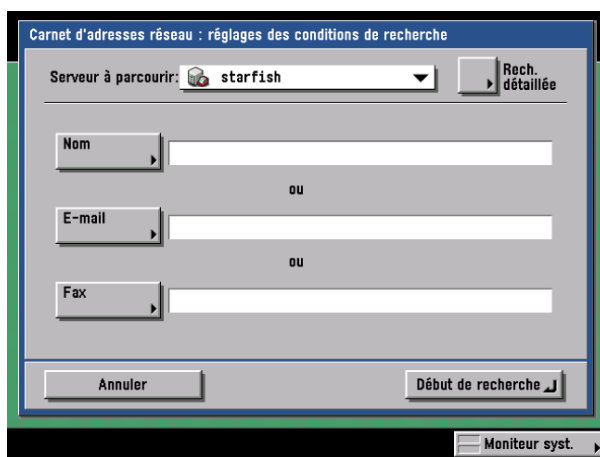 Carnet d'adresses réseau : réglages des conditions de recherche
Serveur à parcourir: starfish
Rech.
détaillée
Nom
ou
E-mail
ou
Fax
Annuler
Début de recherche
Moniteur syst.